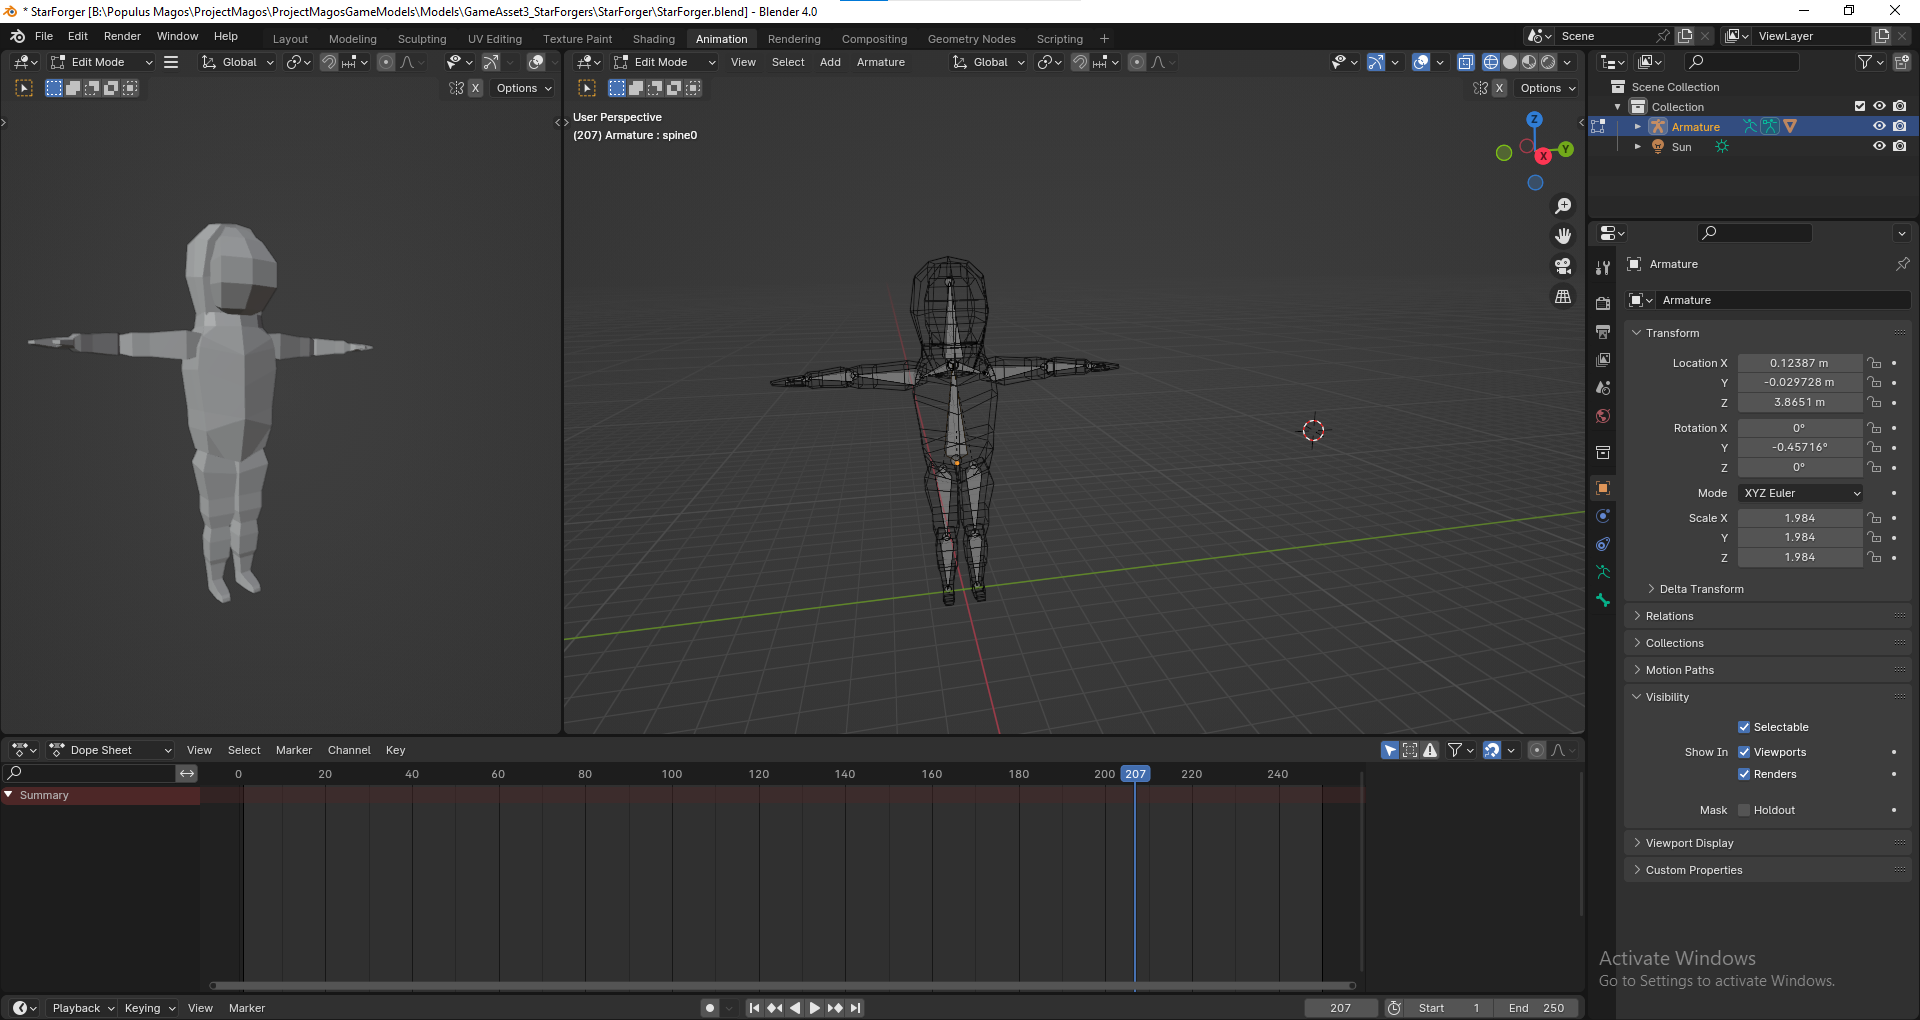 * StarForger [B:\Populus Magos\ProjectMagos\ProjectMagosGameModels\Models\GameAsset3_StarForgers\StarForger\StarForger.blend] - Blender 4.0
File Edit Render Window Help
Layout Modeling Sculpting UV Editing Texture Paint Shading Animation Rendering Compositing Geometry Nodes Scripting +
Scene
ViewLayer
Edit Mode
Global
Edit Mode
View Select Add Armature
Global
X
Options
X
Options
User Perspective
(207) Armature : spine0
Z
Y
X
Scene Collection
Collection
Armature
Sun
Armature
Armature
Transform
Location X 0.12387 m
Y -0.029728 m
Z 3.8651 m
Rotation X 0°
Y -0.45716°
Z 0°
Mode XYZ Euler
Scale X 1.984
Y 1.984
Z 1.984
Delta Transform
Relations
Collections
Motion Paths
Visibility
Selectable
Show In Viewports
Renders
Mask Holdout
Viewport Display
Custom Properties
Dope Sheet View Select Marker Channel Key
0 20 40 60 80 100 120 140 160 180 200 207 220 240
Summary
Activate Windows
Go to Settings to activate Windows.
Playback Keying View Marker
207 Start 1 End 250